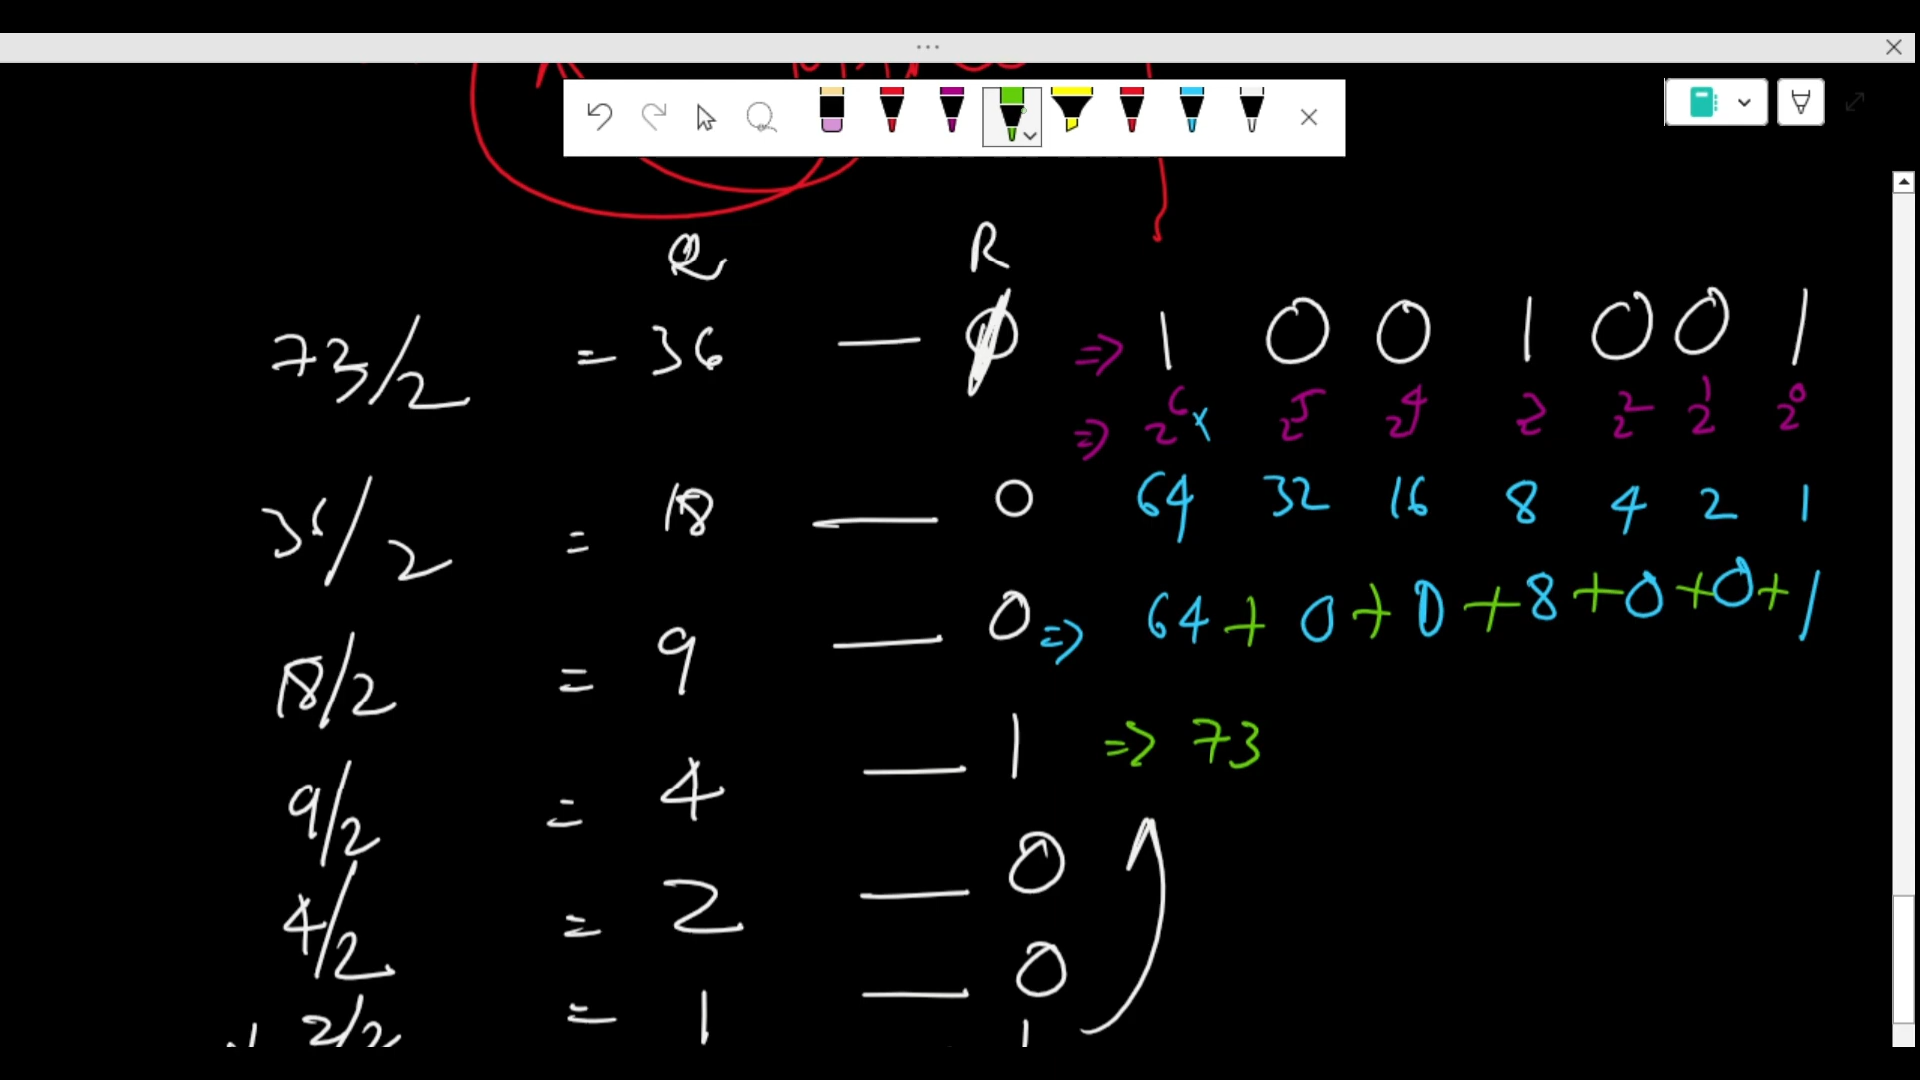 Q R
73/2 = 36 — 1 => 1 0 0 1 0 0 1
=> 2^6 x 2^5 2^4 2^3 2^2 2^1 2^0
36/2 = 18 — 0 64 32 16 8 4 2 1
18/2 = 9 — 0 => 64 + 0 + 0 + 8 + 0 + 0 + 1
9/2 = 4 — 1 => 73
4/2 = 2 — 0
2/2 = 1 — 0
1